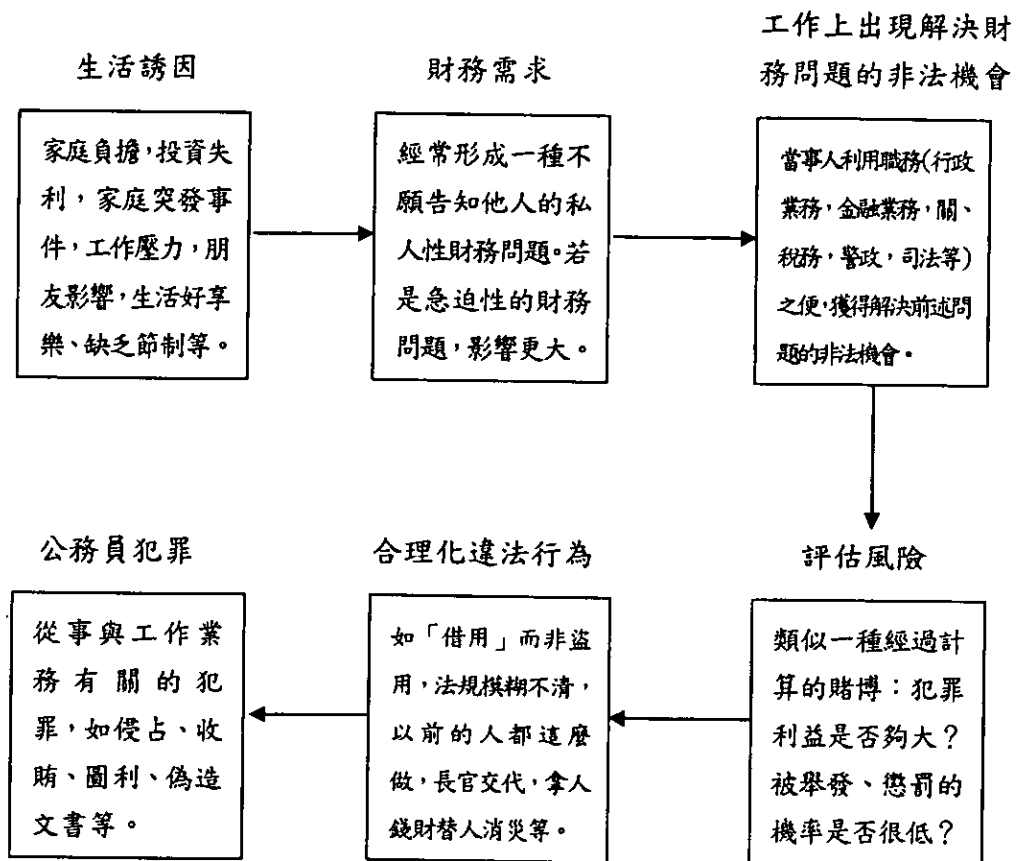 生活誘因
家庭負擔，投資失
利，家庭突發事
件，工作壓力，朋
友影響，生活好享
樂、缺乏節制等。
財務需求
經常形成一種不
願告知他人的私
人性財務問題。若
是急迫性的財務
問題，影響更大。
工作上出現解決財
務問題的非法機會
當事人利用職務(行政
業務，金融業務，關、
稅務，警政，司法等)
之便，獲得解決前述問
題的非法機會。
評估風險
類似一種經過計
算的賭博：犯罪
利益是否夠大？
被舉發、懲罰的
機率是否很低？
合理化違法行為
如「借用」而非盜
用，法規模糊不清，
以前的人都這麼
做，長官交代，拿人
錢財替人消災等。
公務員犯罪
從事與工作業
務有關的犯
罪，如侵占、收
賄、圖利、偽造
文書等。